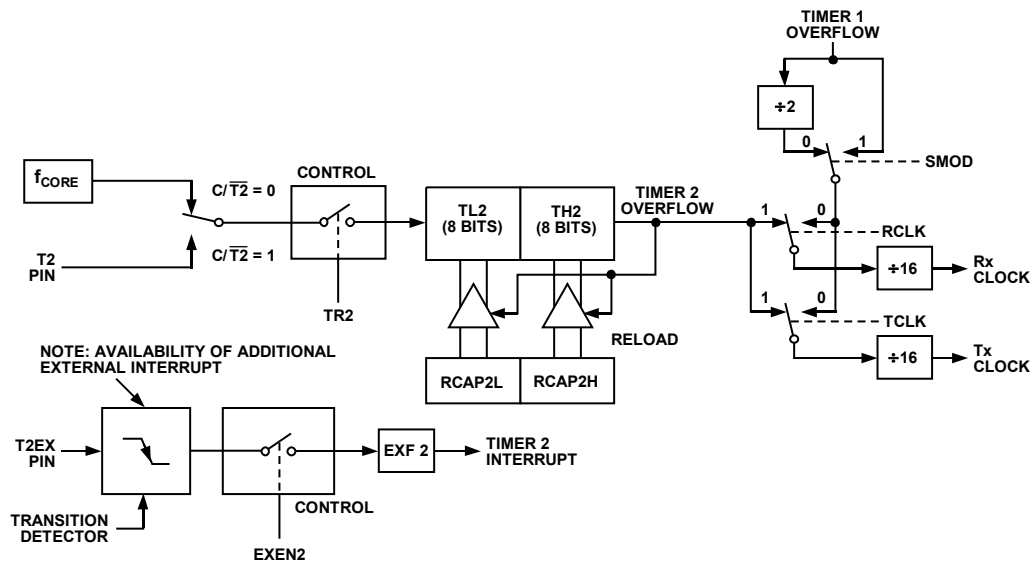 TIMER 1
OVERFLOW
÷2
0
1
SMOD
fCORE
C/T2̅ = 0
CONTROL
TL2
(8 BITS)
TH2
(8 BITS)
TIMER 2
OVERFLOW
1
0
RCLK
T2
PIN
C/T2̅ = 1
TR2
÷16
Rx
CLOCK
1
0
TCLK
RELOAD
÷16
Tx
CLOCK
NOTE: AVAILABILITY OF ADDITIONAL
EXTERNAL INTERRUPT
RCAP2L
RCAP2H
T2EX
PIN
EXF 2
TIMER 2
INTERRUPT
CONTROL
TRANSITION
DETECTOR
EXEN2